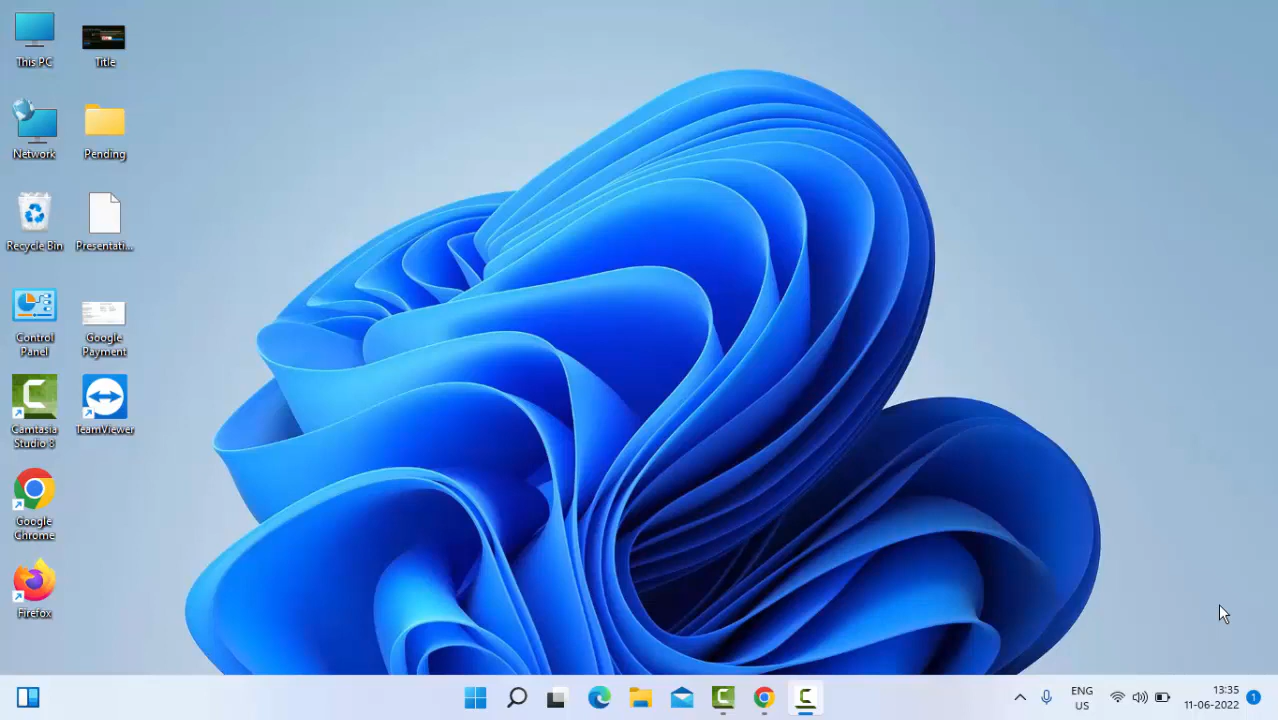 This PC
Title
Network
Pending
Recycle Bin
Presentati...
Control
Panel
Google
Payment
Camtasia
Studio 8
TeamViewer
Google
Chrome
Firefox
ENG
US
13:35
11-06-2022
1